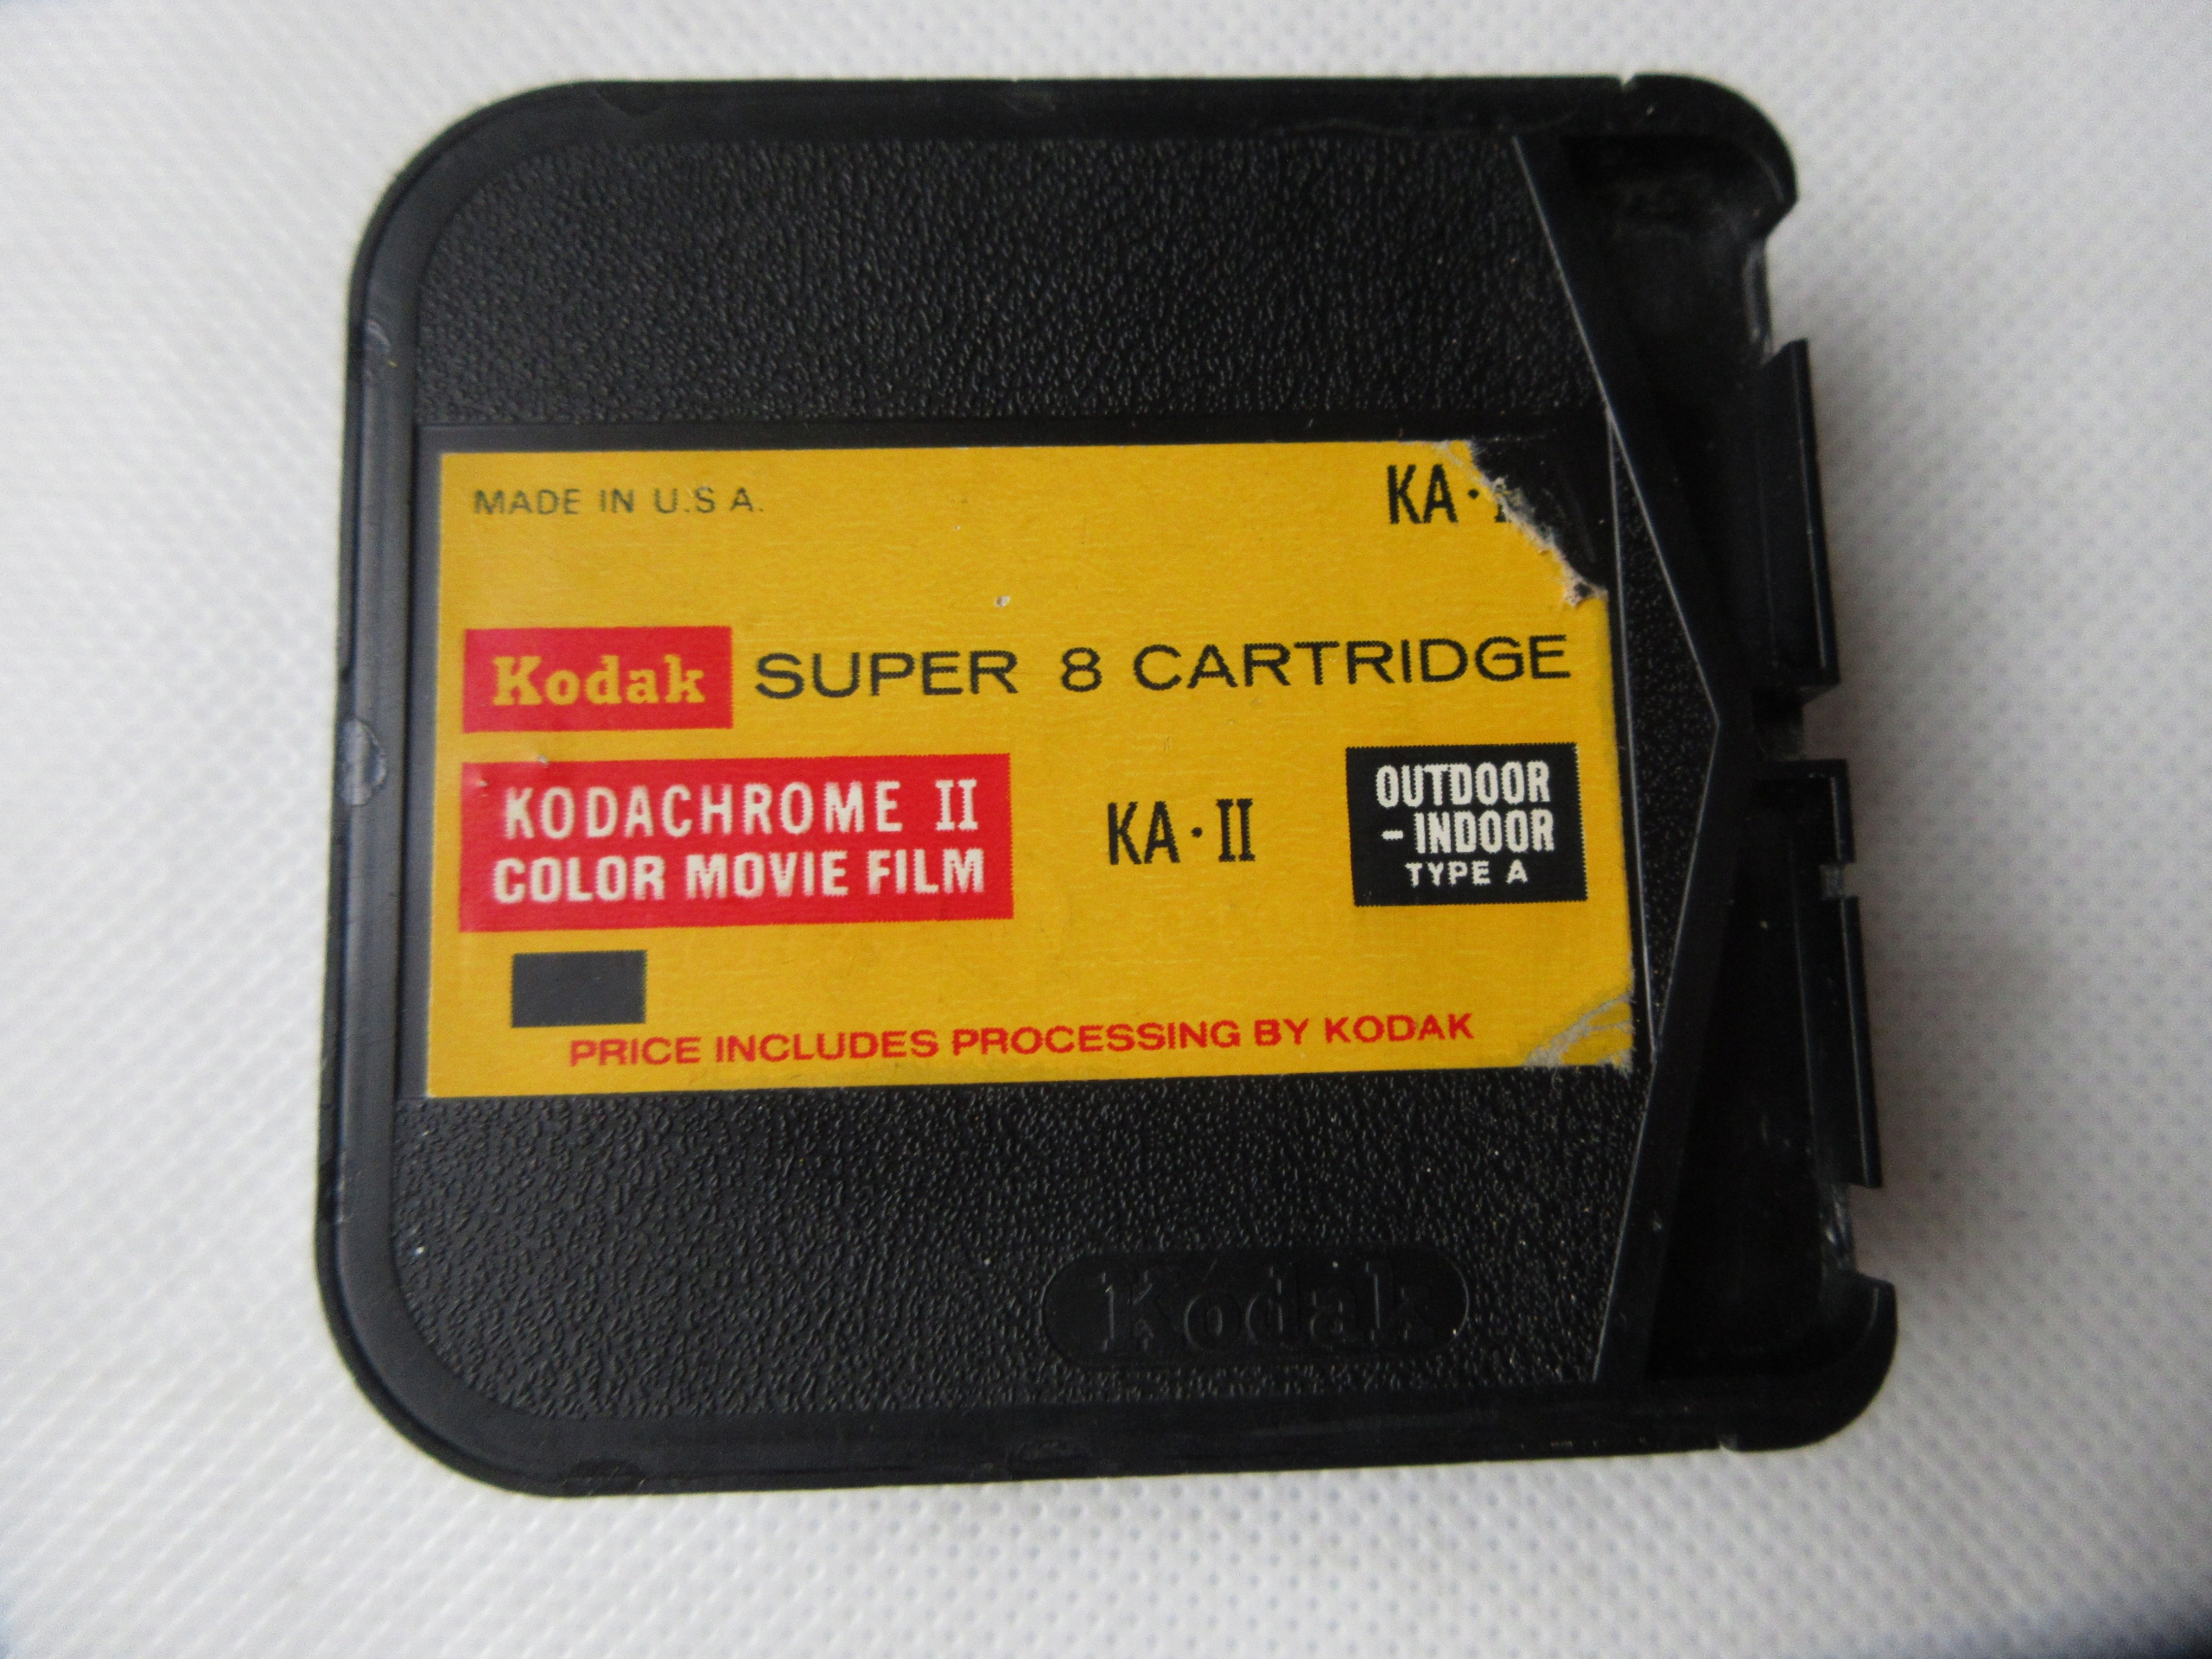 MADE IN U.S A.
KA·
Kodak SUPER 8 CARTRIDGE
KODACHROME II
COLOR MOVIE FILM
KA·II
OUTDOOR
-INDOOR
TYPE A
PRICE INCLUDES PROCESSING BY KODAK
Kodak